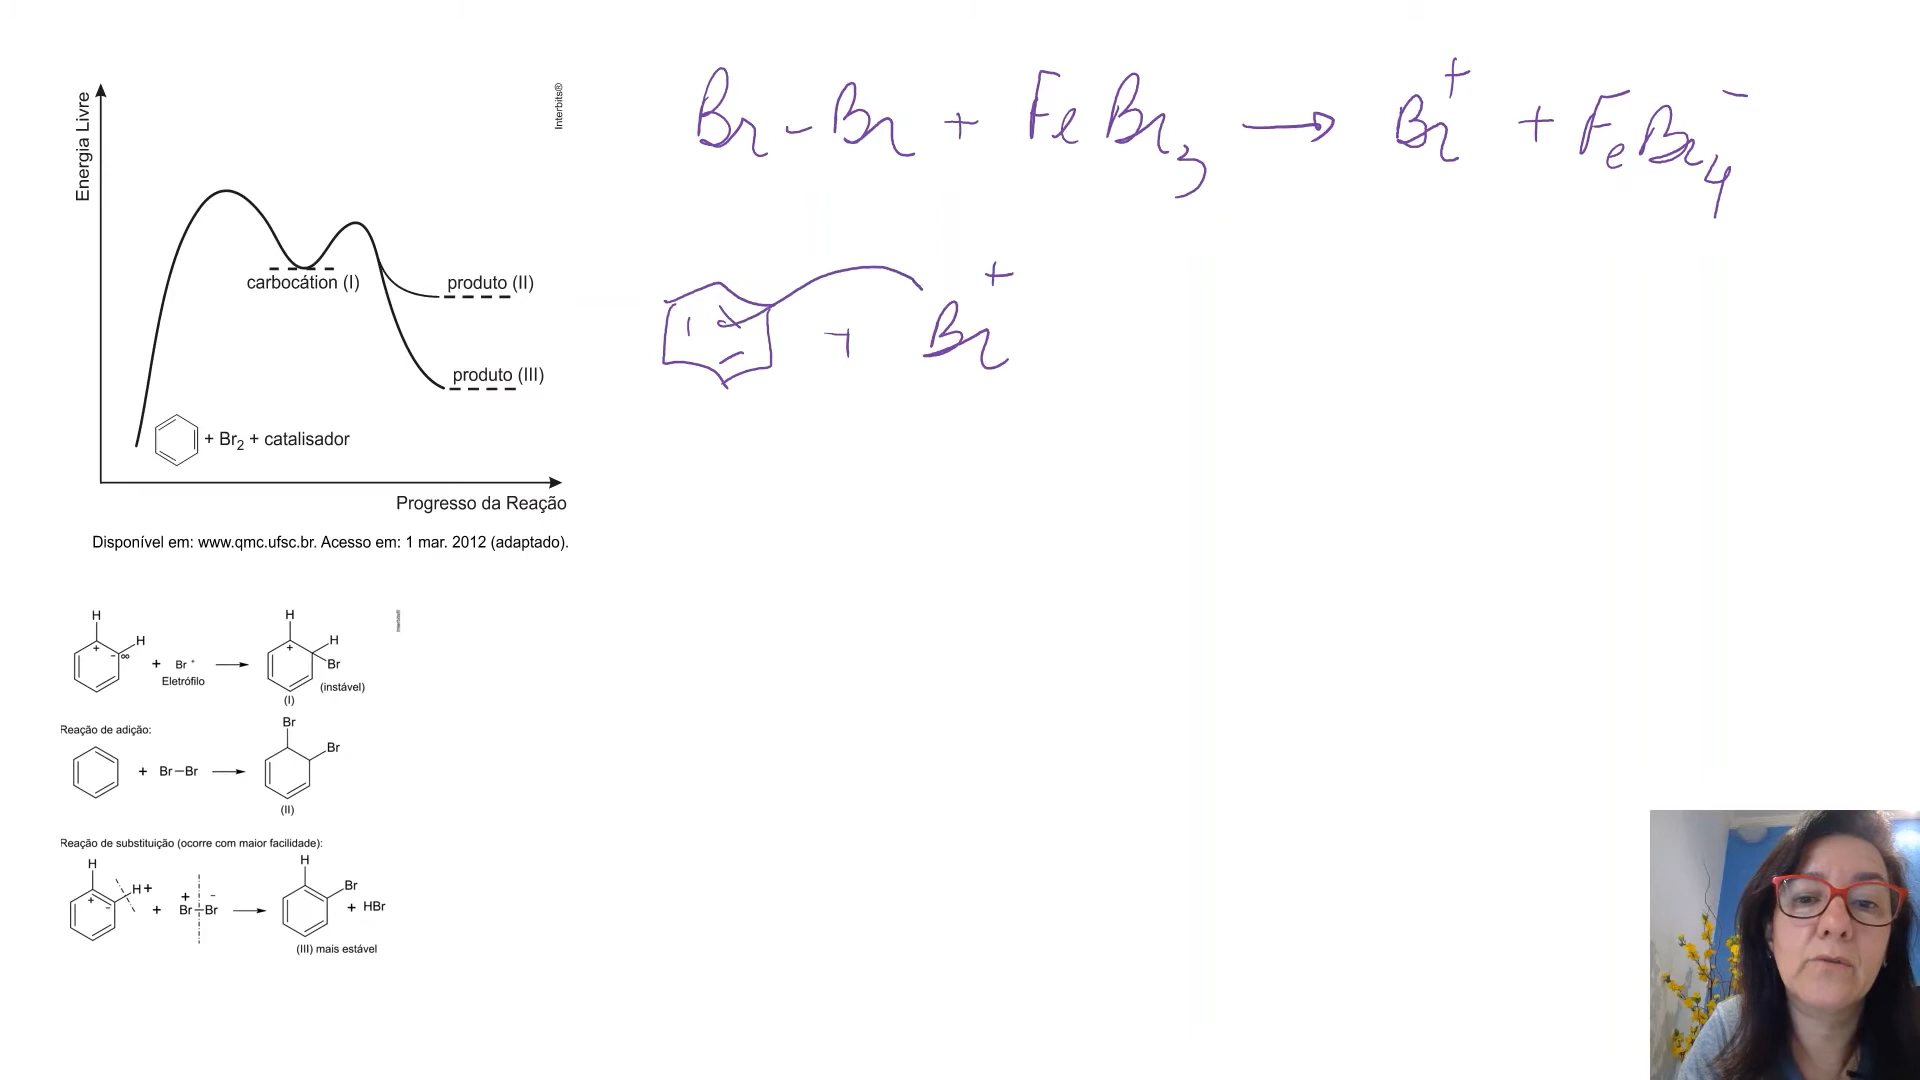 Energia Livre
Interbits®
carbocátion (I)
produto (II)
produto (III)
+ Br2 + catalisador
Progresso da Reação
Disponível em: www.qmc.ufsc.br. Acesso em: 1 mar. 2012 (adaptado).
Br - Br + FeBr3 → Br+ + FeBr4-
+ Br+
H
H
+
-
∞
+ Br+ →
Eletrófilo
H
+
H
Br
(instável)
(I)
Interbits®
Reação de adição:
+ Br—Br →
Br
Br
(II)
Reação de substituição (ocorre com maior facilidade):
H
+
-
H+
+
+ -
Br—Br →
H
Br
+ HBr
(III) mais estável